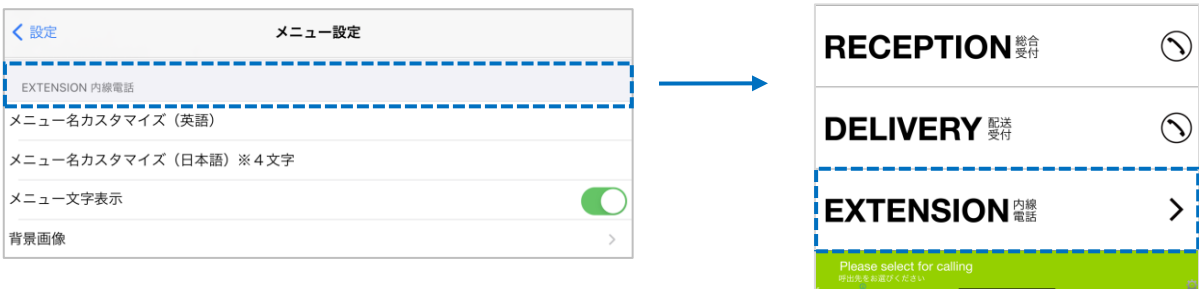 設定
メニュー設定
EXTENSION 内線電話
メニュー名カスタマイズ（英語）
メニュー名カスタマイズ（日本語）※４文字
メニュー文字表示
背景画像
RECEPTION 総合
受付
DELIVERY 配送
受付
EXTENSION 内線
電話
Please select for calling
呼出先をお選びください